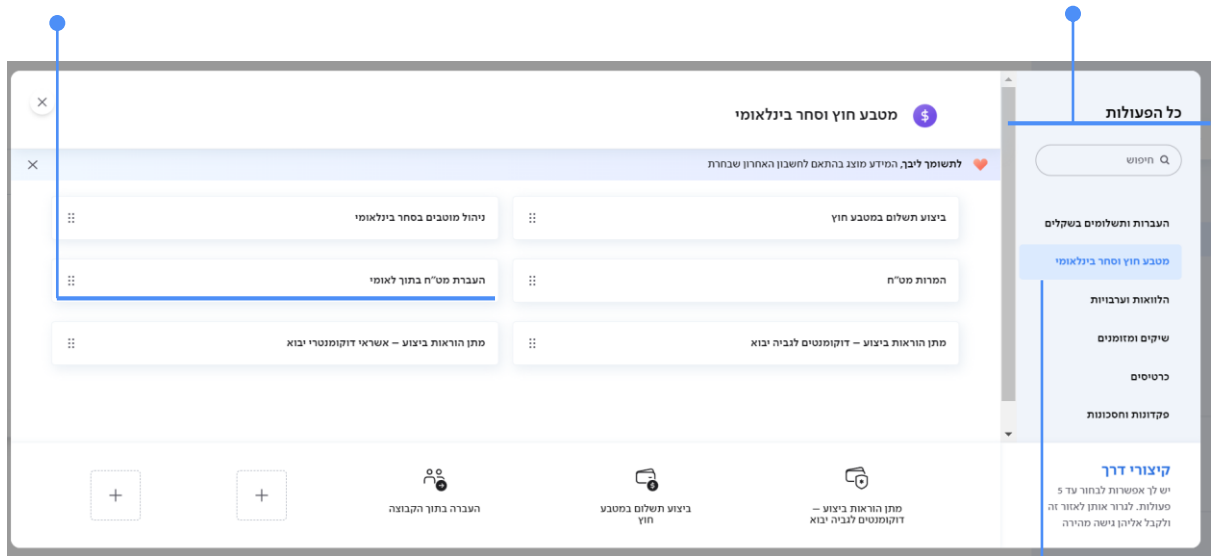 כל הפעולות
חיפוש
העברות ותשלומים בשקלים
מטבע חוץ וסחר בינלאומי
הלוואות וערבויות
שיקים ומזומנים
כרטיסים
פקדונות וחסכונות
מטבע חוץ וסחר בינלאומי
לתשומך ליבך, המידע מוצג בהתאם לחשבון האחרון שבחרת
ביצוע תשלום במטבע חוץ
ניהול מוטבים בסחר בינלאומי
המרות מט"ח
העברת מט"ח בתוך לאומי
מתן הוראות ביצוע – דוקומנטים לגביה יבוא
מתן הוראות ביצוע – אשראי דוקומנטרי יבוא
קיצורי דרך
יש לך אפשרות לבחור עד 5
פעולות, לגרור אותן לאזור זה
ולקבל אליהן גישה מהירה
מתן הוראות ביצוע –
דוקומנטים לגביה יבוא
ביצוע תשלום במטבע
חוץ
העברה בתוך הקבוצה